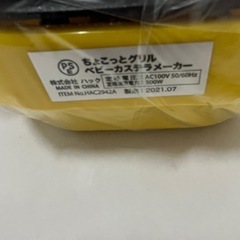 PS
E
ちょこっとグリル
ベビーカステラメーカー
株式会社 ハック
MADE IN CHINA
定格電圧 AC100V 50/60Hz
定格消費電力 500W
ITEM No.HAC2942A
製造 : 2021.07